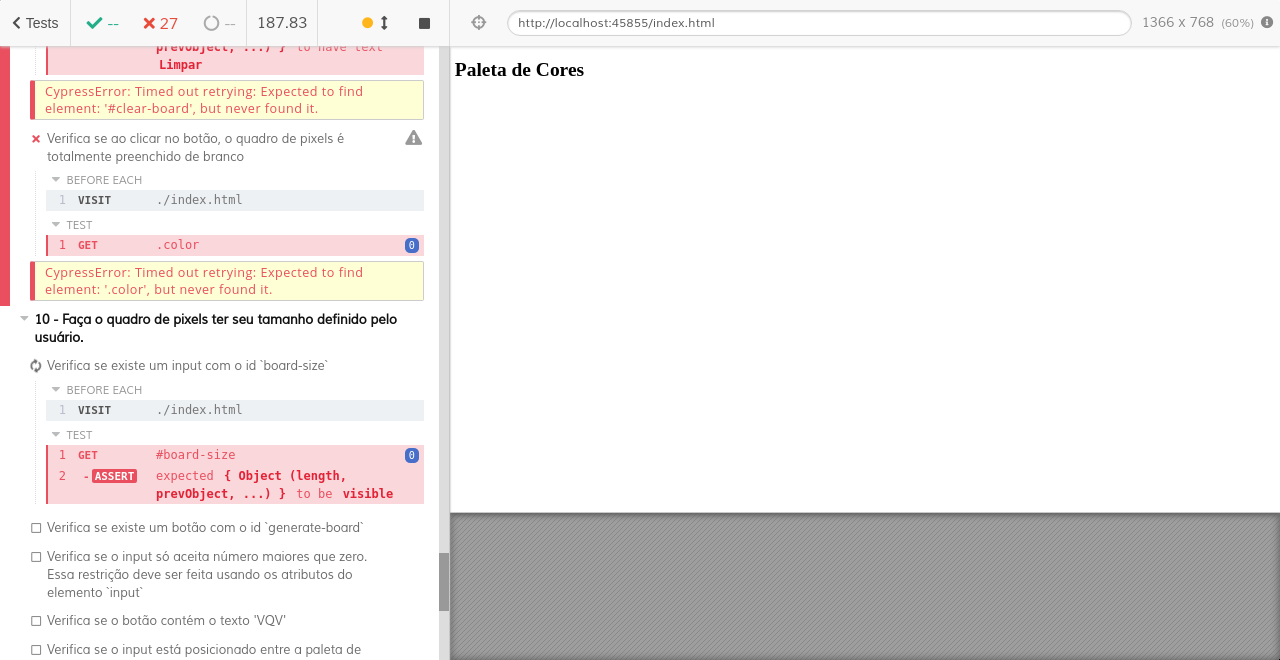 Tests -- 27 -- 187.83 http://localhost:45855/index.html 1366 x 768 (60%)
prevObject, ...) } to have text
Limpar
CypressError: Timed out retrying: Expected to find
element: '#clear-board', but never found it.
Verifica se ao clicar no botão, o quadro de pixels é
totalmente preenchido de branco
BEFORE EACH
1 VISIT ./index.html
TEST
1 GET .color 0
CypressError: Timed out retrying: Expected to find
element: '.color', but never found it.
10 - Faça o quadro de pixels ter seu tamanho definido pelo
usuário.
Verifica se existe um input com o id `board-size`
BEFORE EACH
1 VISIT ./index.html
TEST
1 GET #board-size 0
2 -ASSERT expected { Object (length,
prevObject, ...) } to be visible
Verifica se existe um botão com o id `generate-board`
Verifica se o input só aceita número maiores que zero.
Essa restrição deve ser feita usando os atributos do
elemento `input`
Verifica se o botão contém o texto 'VQV'
Verifica se o input está posicionado entre a paleta de
Paleta de Cores